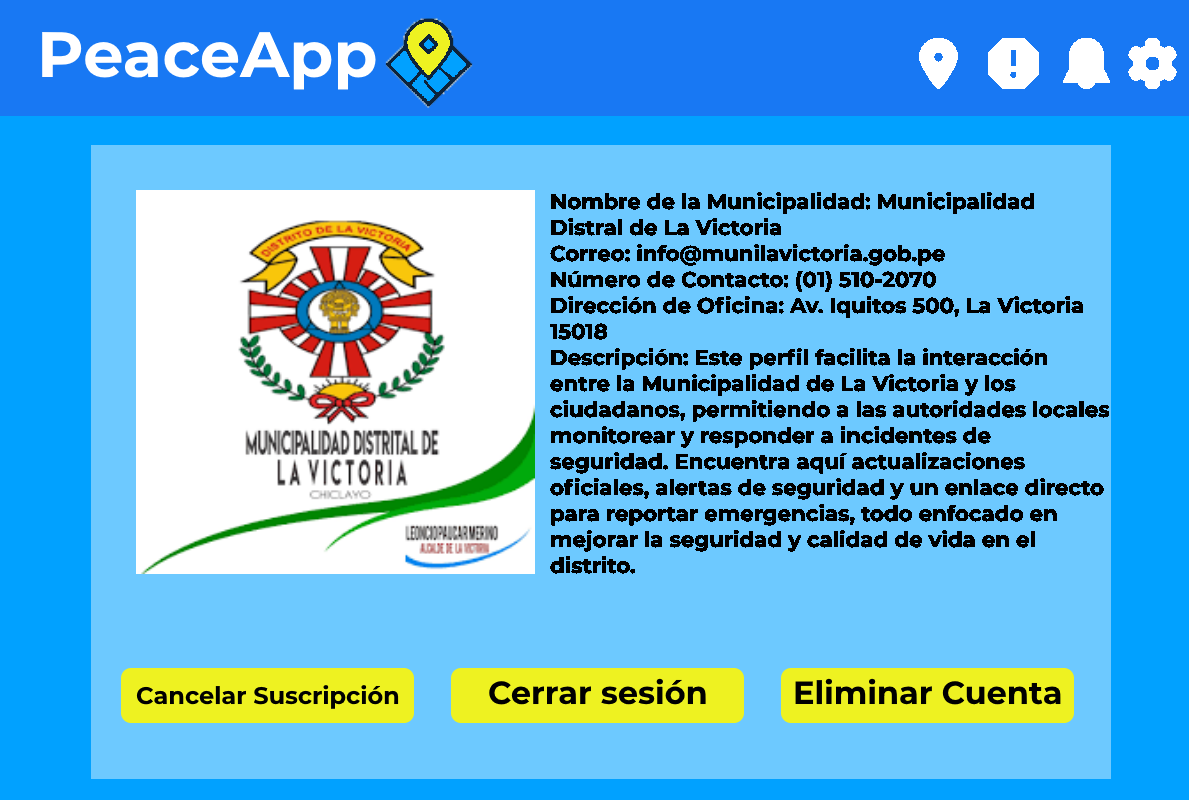 PeaceApp
DISTRITO DE LA VICTORIA
MUNICIPALIDAD DISTRITAL DE
LA VICTORIA
CHICLAYO
LEONCIO PAUCAR MERINO
ALCALDE DE LA VICTORIA
Nombre de la Municipalidad: Municipalidad
Distral de La Victoria
Correo: info@munilavictoria.gob.pe
Número de Contacto: (01) 510-2070
Dirección de Oficina: Av. Iquitos 500, La Victoria
15018
Descripción: Este perfil facilita la interacción
entre la Municipalidad de La Victoria y los
ciudadanos, permitiendo a las autoridades locales
monitorear y responder a incidentes de
seguridad. Encuentra aquí actualizaciones
oficiales, alertas de seguridad y un enlace directo
para reportar emergencias, todo enfocado en
mejorar la seguridad y calidad de vida en el
distrito.
Cancelar Suscripción
Cerrar sesión
Eliminar Cuenta